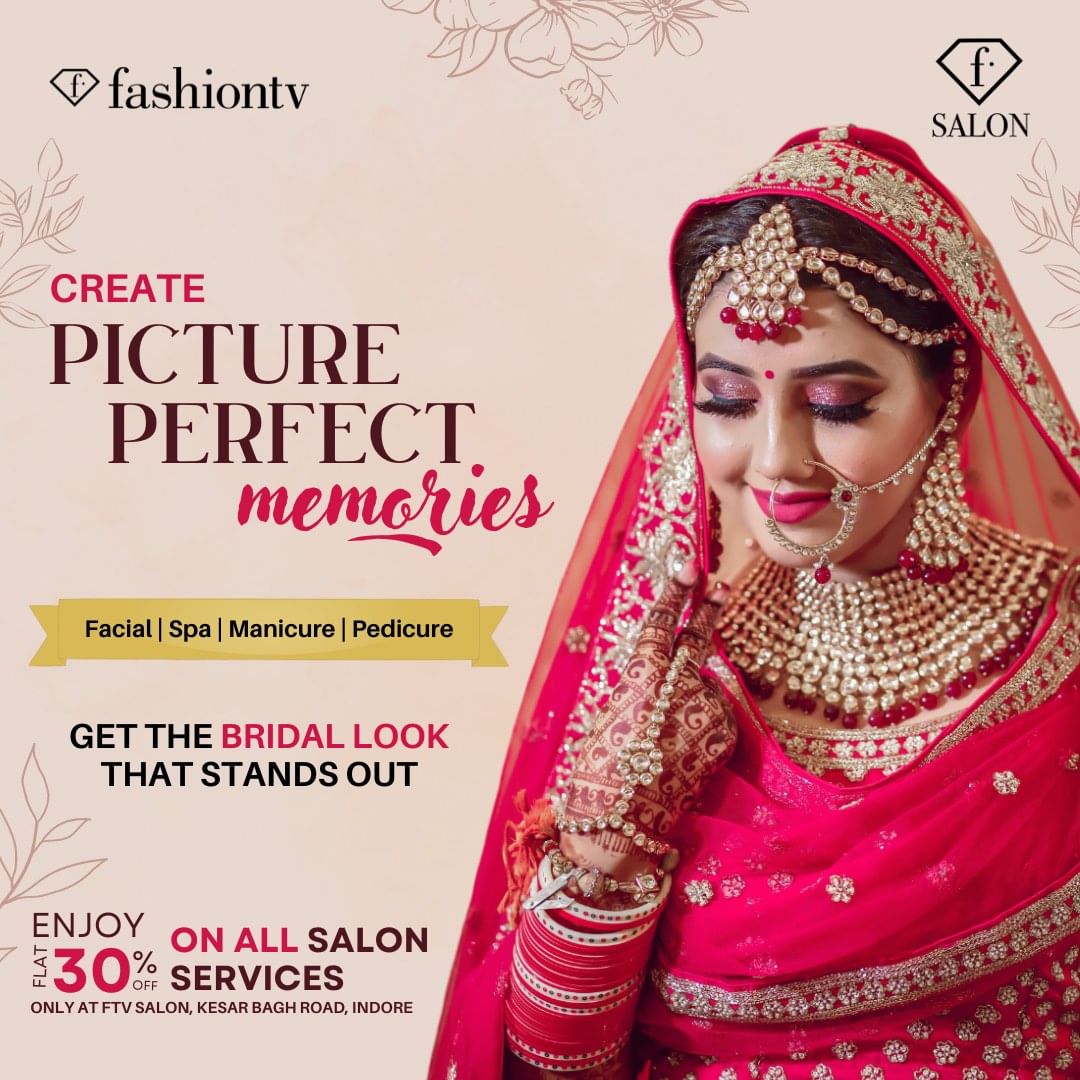 fashiontv
f
SALON
CREATE
PICTURE
PERFECT
memories
Facial | Spa | Manicure | Pedicure
GET THE BRIDAL LOOK
THAT STANDS OUT
ENJOY
FLAT 30% OFF
ON ALL SALON
SERVICES
ONLY AT FTV SALON, KESAR BAGH ROAD, INDORE